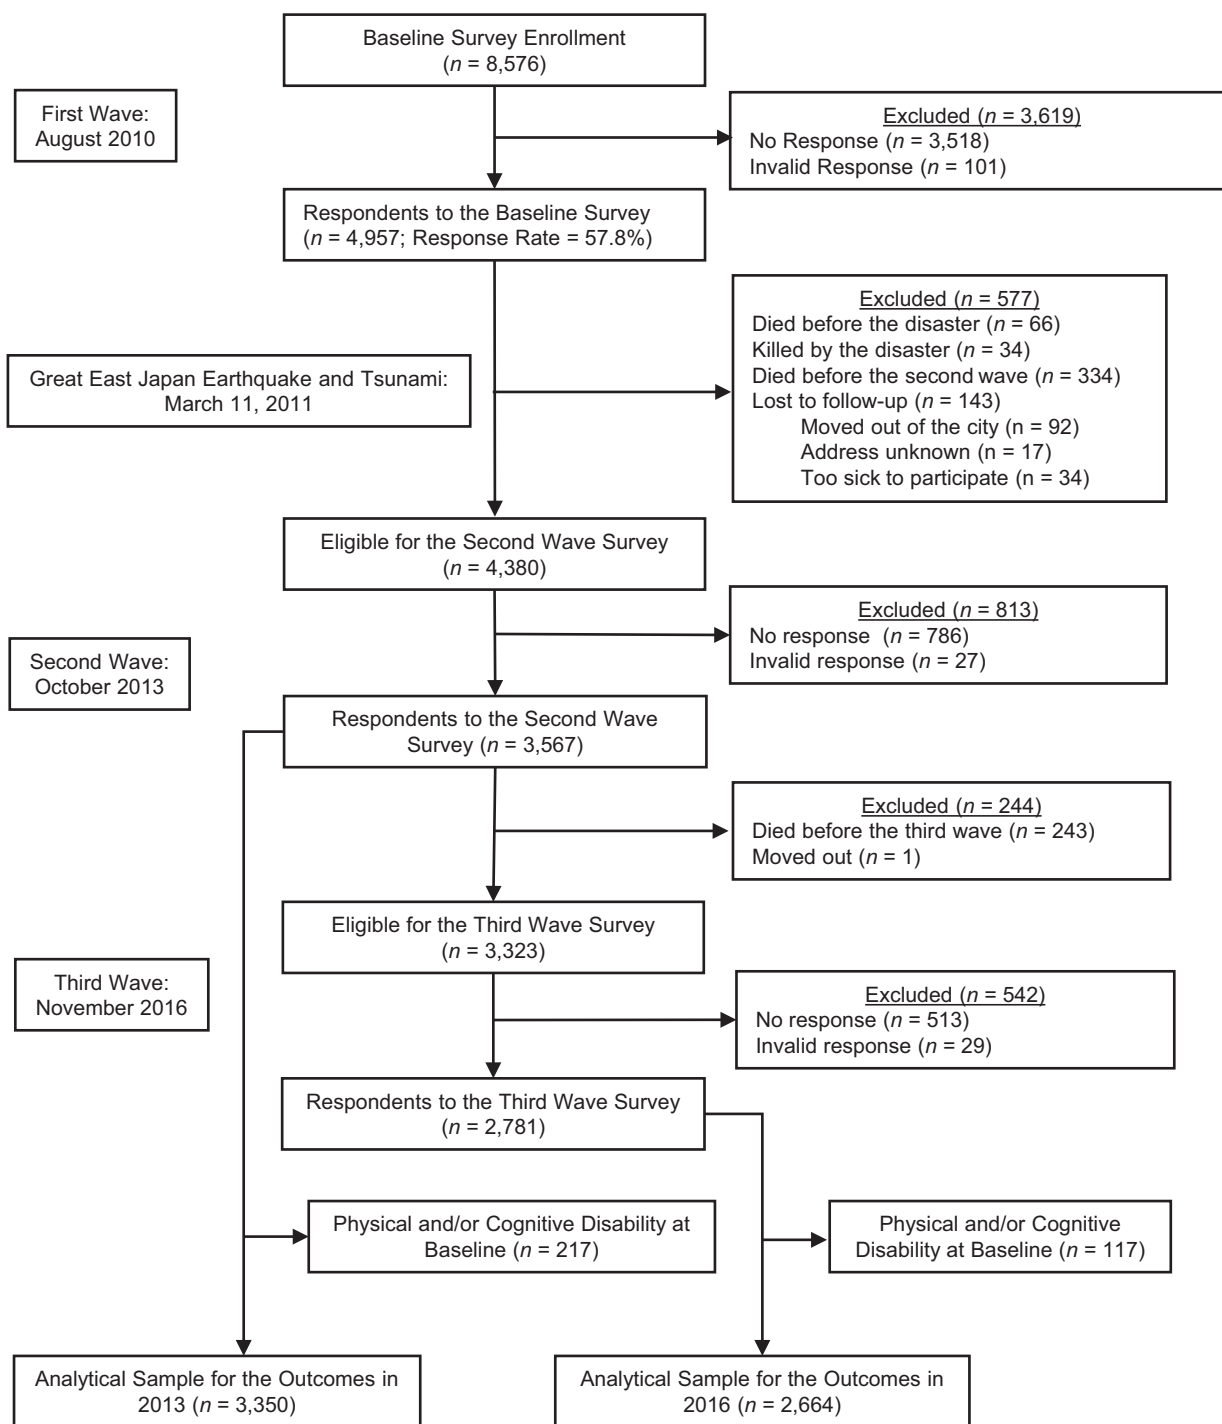 Baseline Survey Enrollment
(n = 8,576)
First Wave:
August 2010
Excluded (n = 3,619)
No Response (n = 3,518)
Invalid Response (n = 101)
Respondents to the Baseline Survey
(n = 4,957; Response Rate = 57.8%)
Excluded (n = 577)
Died before the disaster (n = 66)
Killed by the disaster (n = 34)
Died before the second wave (n = 334)
Lost to follow-up (n = 143)
Moved out of the city (n = 92)
Address unknown (n = 17)
Too sick to participate (n = 34)
Great East Japan Earthquake and Tsunami:
March 11, 2011
Eligible for the Second Wave Survey
(n = 4,380)
Excluded (n = 813)
No response (n = 786)
Invalid response (n = 27)
Second Wave:
October 2013
Respondents to the Second Wave
Survey (n = 3,567)
Excluded (n = 244)
Died before the third wave (n = 243)
Moved out (n = 1)
Eligible for the Third Wave Survey
(n = 3,323)
Third Wave:
November 2016
Excluded (n = 542)
No response (n = 513)
Invalid response (n = 29)
Respondents to the Third Wave Survey
(n = 2,781)
Physical and/or Cognitive Disability at
Baseline (n = 217)
Physical and/or Cognitive
Disability at Baseline (n = 117)
Analytical Sample for the Outcomes in
2013 (n = 3,350)
Analytical Sample for the Outcomes in
2016 (n = 2,664)